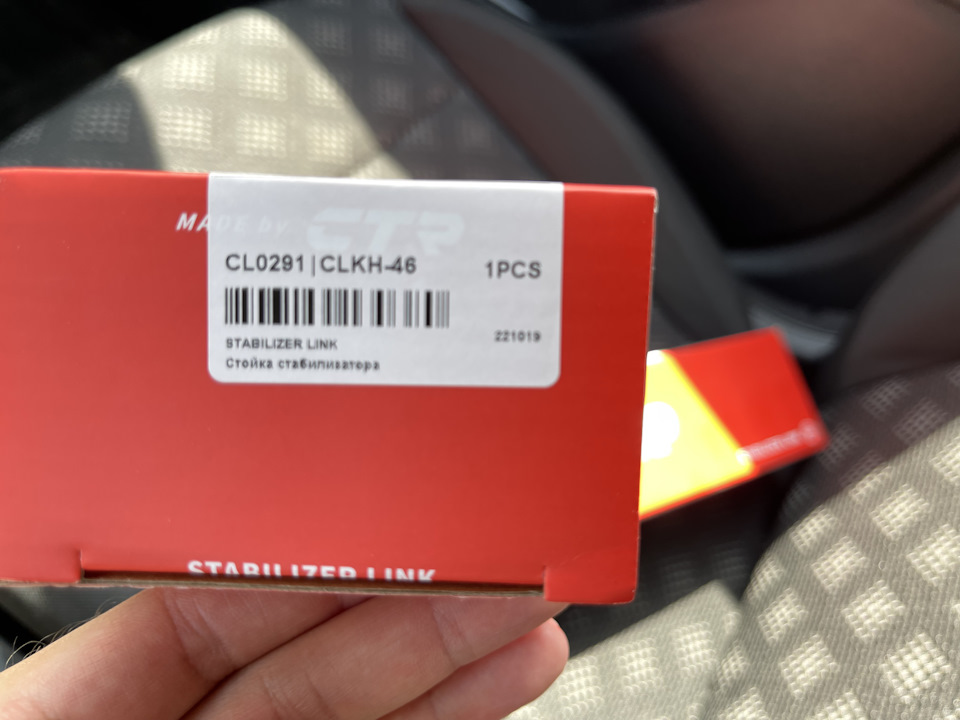 MADE by CTR
CL0291|CLKH-46
1PCS
221019
STABILIZER LINK
Стойка стабилизатора
STABILIZER LINK